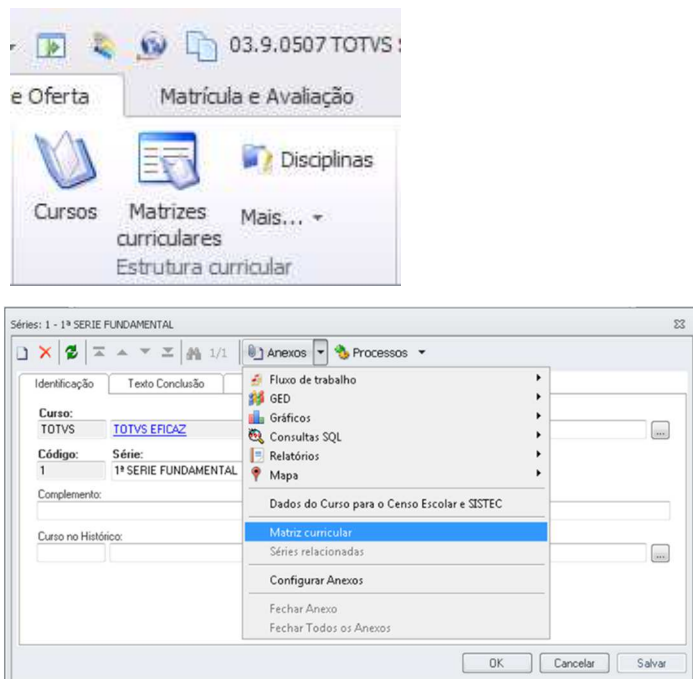 03.9.0507 TOTVS
e Oferta
Matrícula e Avaliação
Cursos
Matrizes
curriculares
Disciplinas
Mais...
Estrutura curricular
Séries: 1 - 1ª SERIE FUNDAMENTAL
1/1
Anexos
Processos
Identificação
Texto Conclusão
Curso:
TOTVS
TOTVS EFICAZ
...
Código:
Série:
1
1ª SERIE FUNDAMENTAL
Complemento:
Curso no Histórico:
...
Fluxo de trabalho
GED
Gráficos
Consultas SQL
Relatórios
Mapa
Dados do Curso para o Censo Escolar e SISTEC
Matriz curricular
Séries relacionadas
Configurar Anexos
Fechar Anexo
Fechar Todos os Anexos
OK
Cancelar
Salvar